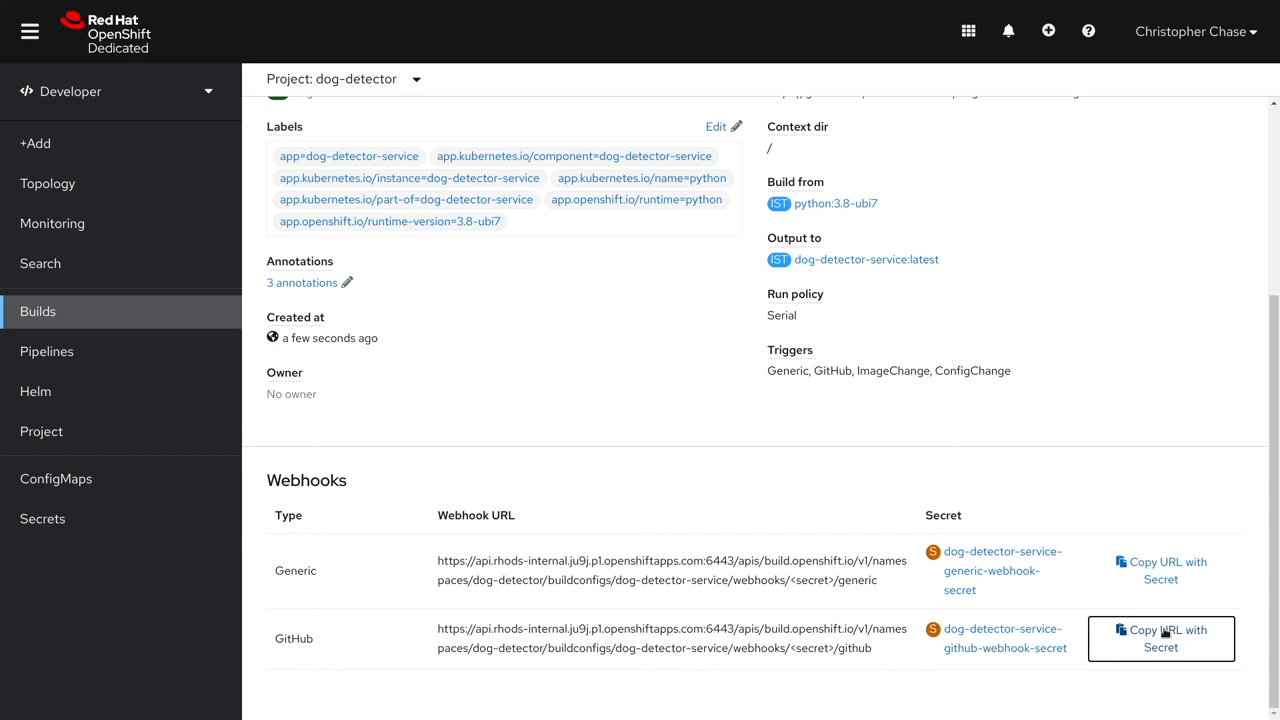 Red Hat
OpenShift
Dedicated
Christopher Chase
Developer
Project: dog-detector
+Add
Topology
Monitoring
Search
Builds
Pipelines
Helm
Project
ConfigMaps
Secrets
Labels
Edit
app=dog-detector-service
app.kubernetes.io/component=dog-detector-service
app.kubernetes.io/instance=dog-detector-service
app.kubernetes.io/name=python
app.kubernetes.io/part-of=dog-detector-service
app.openshift.io/runtime=python
app.openshift.io/runtime-version=3.8-ubi7
Annotations
3 annotations
Created at
a few seconds ago
Owner
No owner
Context dir
/
Build from
IST python:3.8-ubi7
Output to
IST dog-detector-service:latest
Run policy
Serial
Triggers
Generic, GitHub, ImageChange, ConfigChange
Webhooks
Type
Webhook URL
Secret
Generic
https://api.rhods-internal.ju9j.p1.openshiftapps.com:6443/apis/build.openshift.io/v1/names
paces/dog-detector/buildconfigs/dog-detector-service/webhooks/<secret>/generic
S dog-detector-service-
generic-webhook-
secret
Copy URL with
Secret
GitHub
https://api.rhods-internal.ju9j.p1.openshiftapps.com:6443/apis/build.openshift.io/v1/names
paces/dog-detector/buildconfigs/dog-detector-service/webhooks/<secret>/github
S dog-detector-service-
github-webhook-secret
Copy URL with
Secret